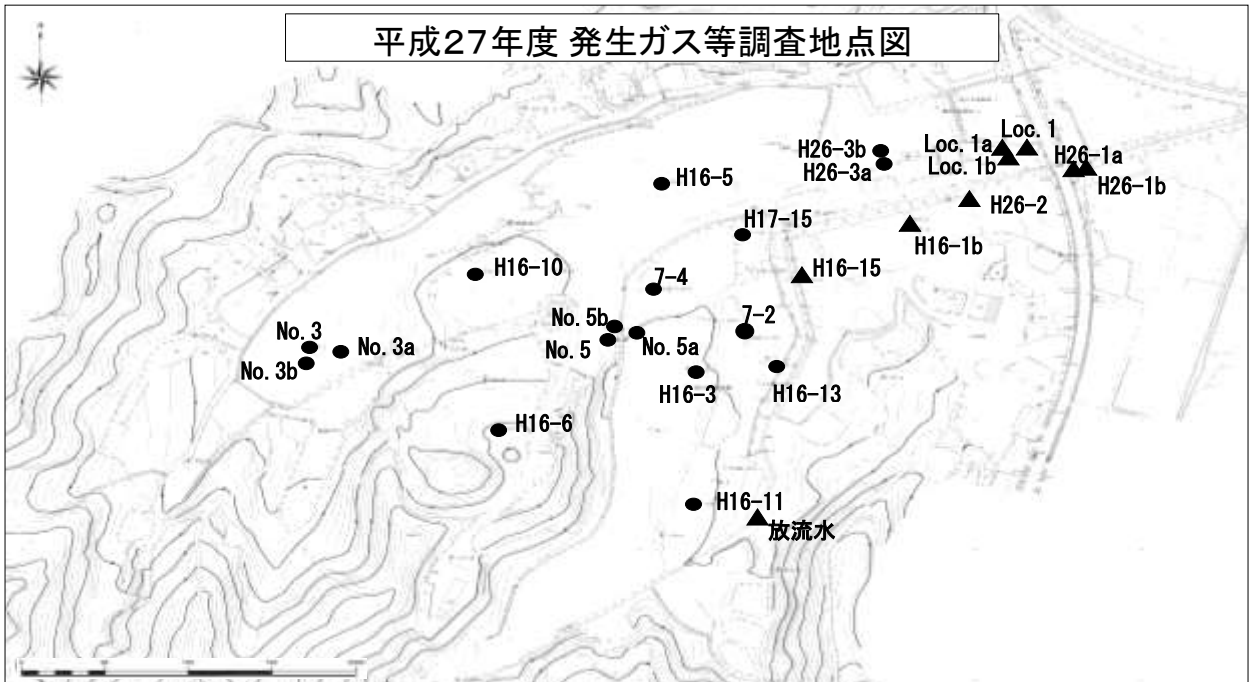 平成27年度 発生ガス等調査地点図
Loc. 1
Loc. 1a
H26-3b
Loc. 1b
H26-1a
H26-3a
H26-1b
H16-5
H26-2
H17-15
H16-1b
H16-10
H16-15
7-4
No. 5b
7-2
No. 3
No. 5
No. 5a
No. 3a
No. 3b
H16-3
H16-13
H16-6
H16-11
放流水